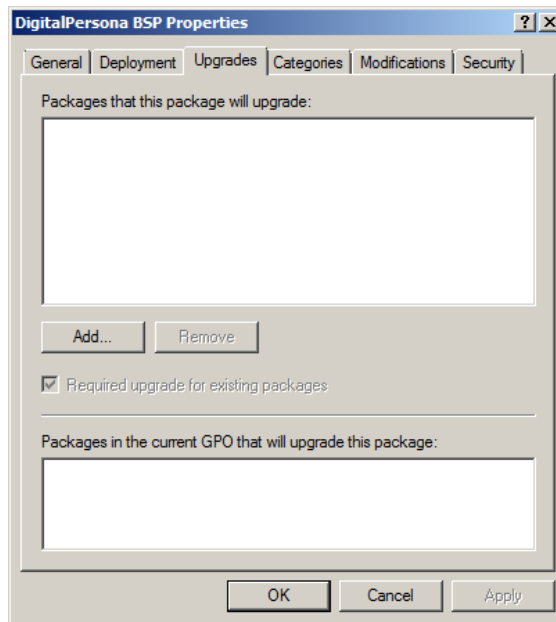 DigitalPersona BSP Properties
General Deployment Upgrades Categories Modifications Security
Packages that this package will upgrade:
Add... Remove
Required upgrade for existing packages
Packages in the current GPO that will upgrade this package:
OK Cancel Apply